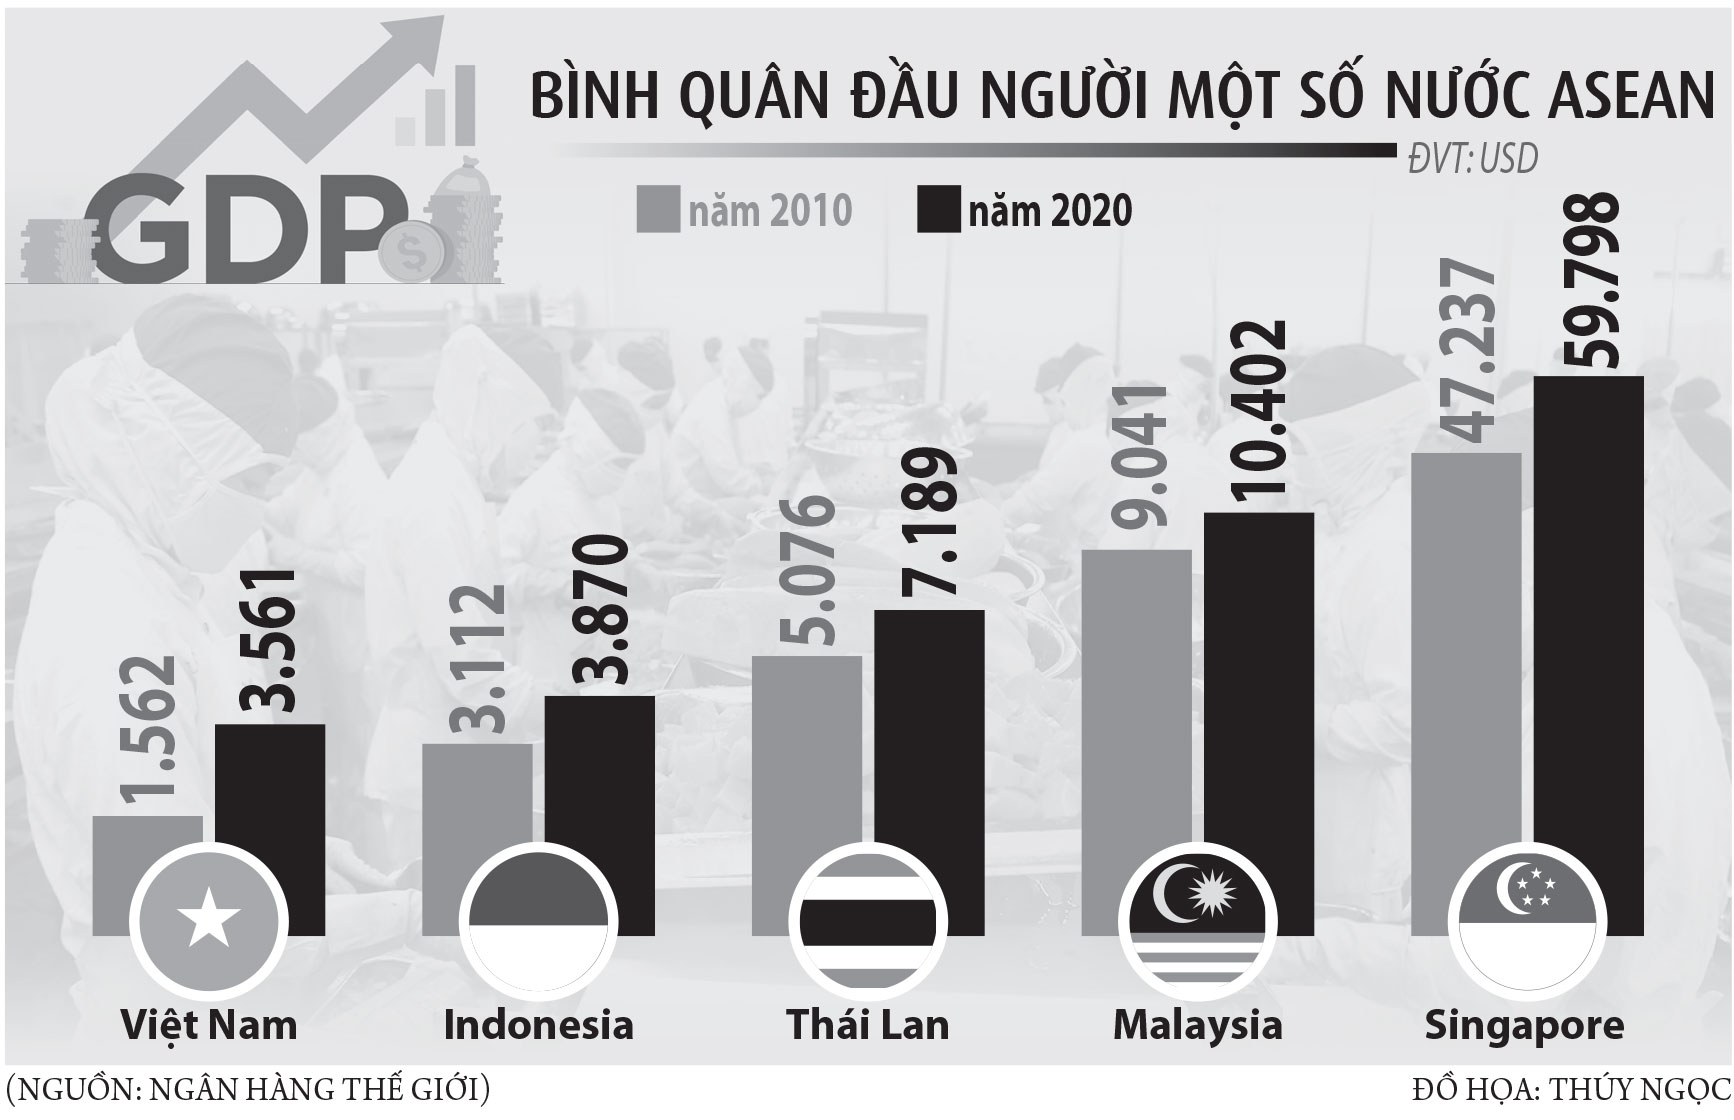 GDP
BÌNH QUÂN ĐẦU NGƯỜI MỘT SỐ NƯỚC ASEAN
ĐVT: USD
năm 2010 năm 2020
1.562 3.561 3.112 3.870 5.076 7.189 9.041 10.402 47.237 59.798
Việt Nam Indonesia Thái Lan Malaysia Singapore
(NGUỒN: NGÂN HÀNG THẾ GIỚI) ĐỒ HỌA: THÚY NGỌC